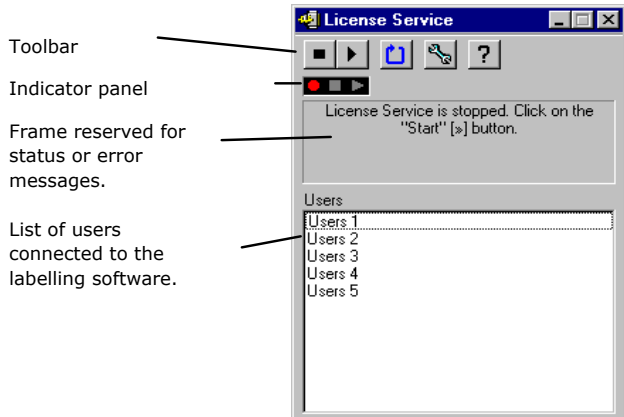 License Service
?
Toolbar
Indicator panel
Frame reserved for
status or error
messages.
License Service is stopped. Click on the
"Start" [»] button.
List of users
connected to the
labelling software.
Users
Users 1
Users 2
Users 3
Users 4
Users 5